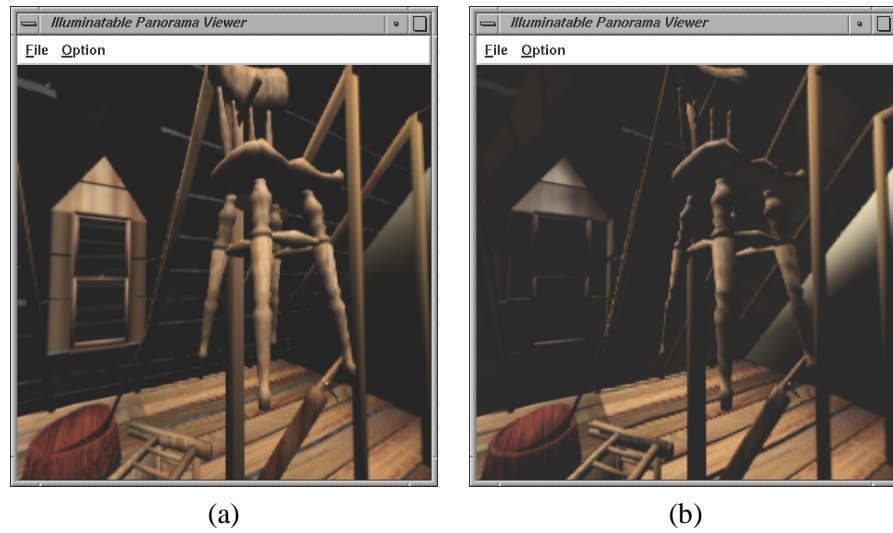 Illuminatable Panorama Viewer
File Option
Illuminatable Panorama Viewer
File Option
(a)
(b)